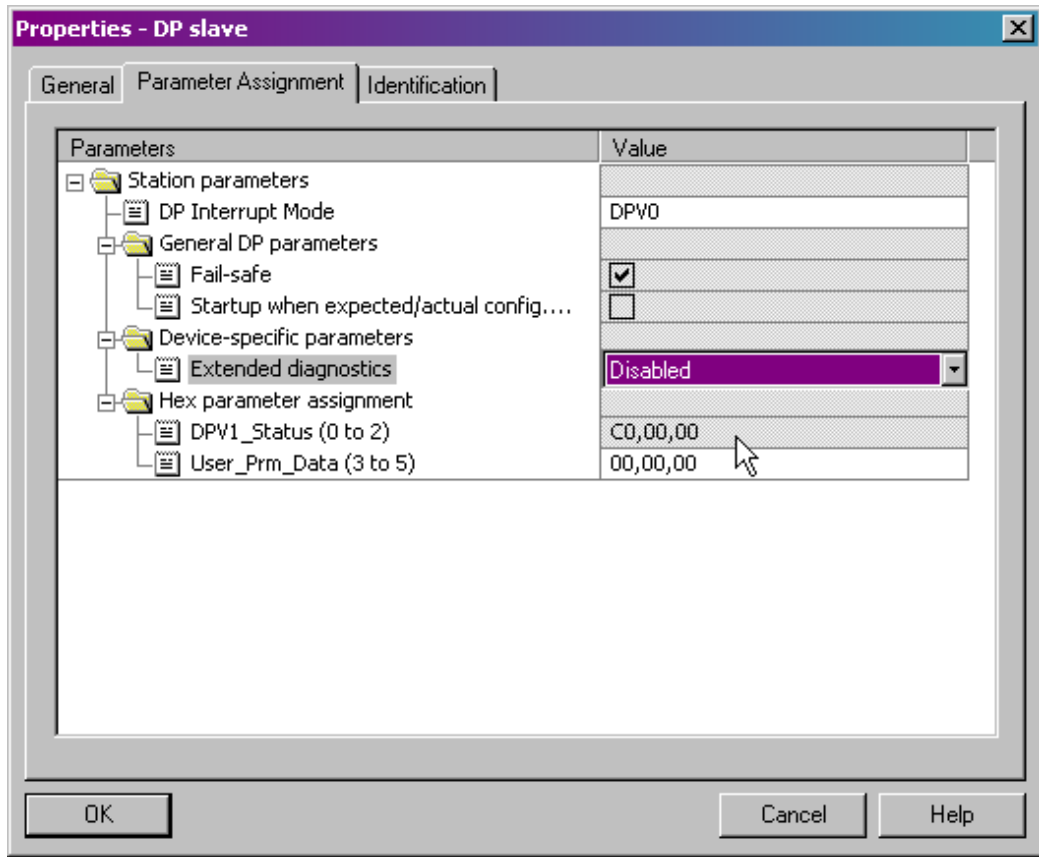 Properties - DP slave
General Parameter Assignment Identification
Parameters Value
Station parameters
DP Interrupt Mode DPV0
General DP parameters
Fail-safe
Startup when expected/actual config....
Device-specific parameters
Extended diagnostics Disabled
Hex parameter assignment
DPV1_Status (0 to 2) C0,00,00
User_Prm_Data (3 to 5) 00,00,00
OK Cancel Help